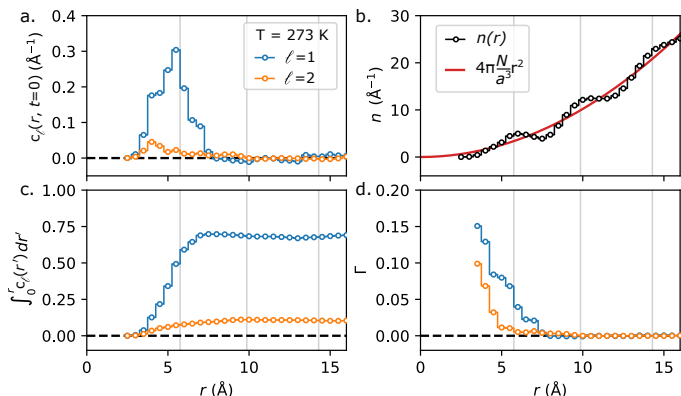 a.
T = 273 K
ℓ=1
ℓ=2
c_ℓ(r, t=0) (Å⁻¹)
0.4
0.3
0.2
0.1
0.0
b.
n(r)
4π N/a³ r²
n (Å⁻¹)
30
20
10
0
c.
∫₀ʳ c_ℓ(r′) dr′
1.00
0.75
0.50
0.25
0.00
0 5 10 15
r (Å)
d.
Γ
0.20
0.15
0.10
0.05
0.00
0 5 10 15
r (Å)